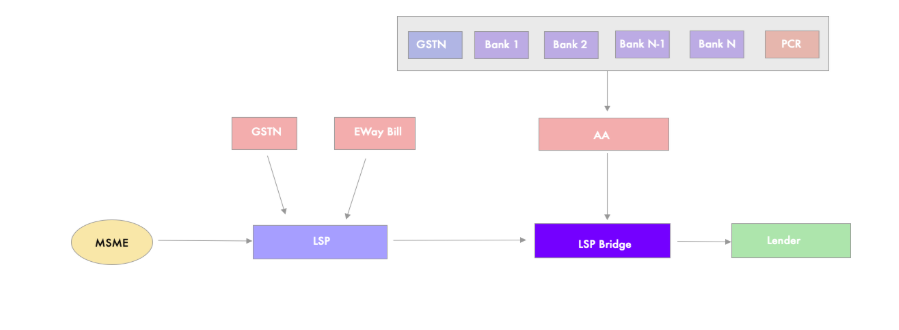 GSTN
Bank 1
Bank 2
Bank N-1
Bank N
PCR
GSTN
EWay Bill
AA
MSME
LSP
LSP Bridge
Lender